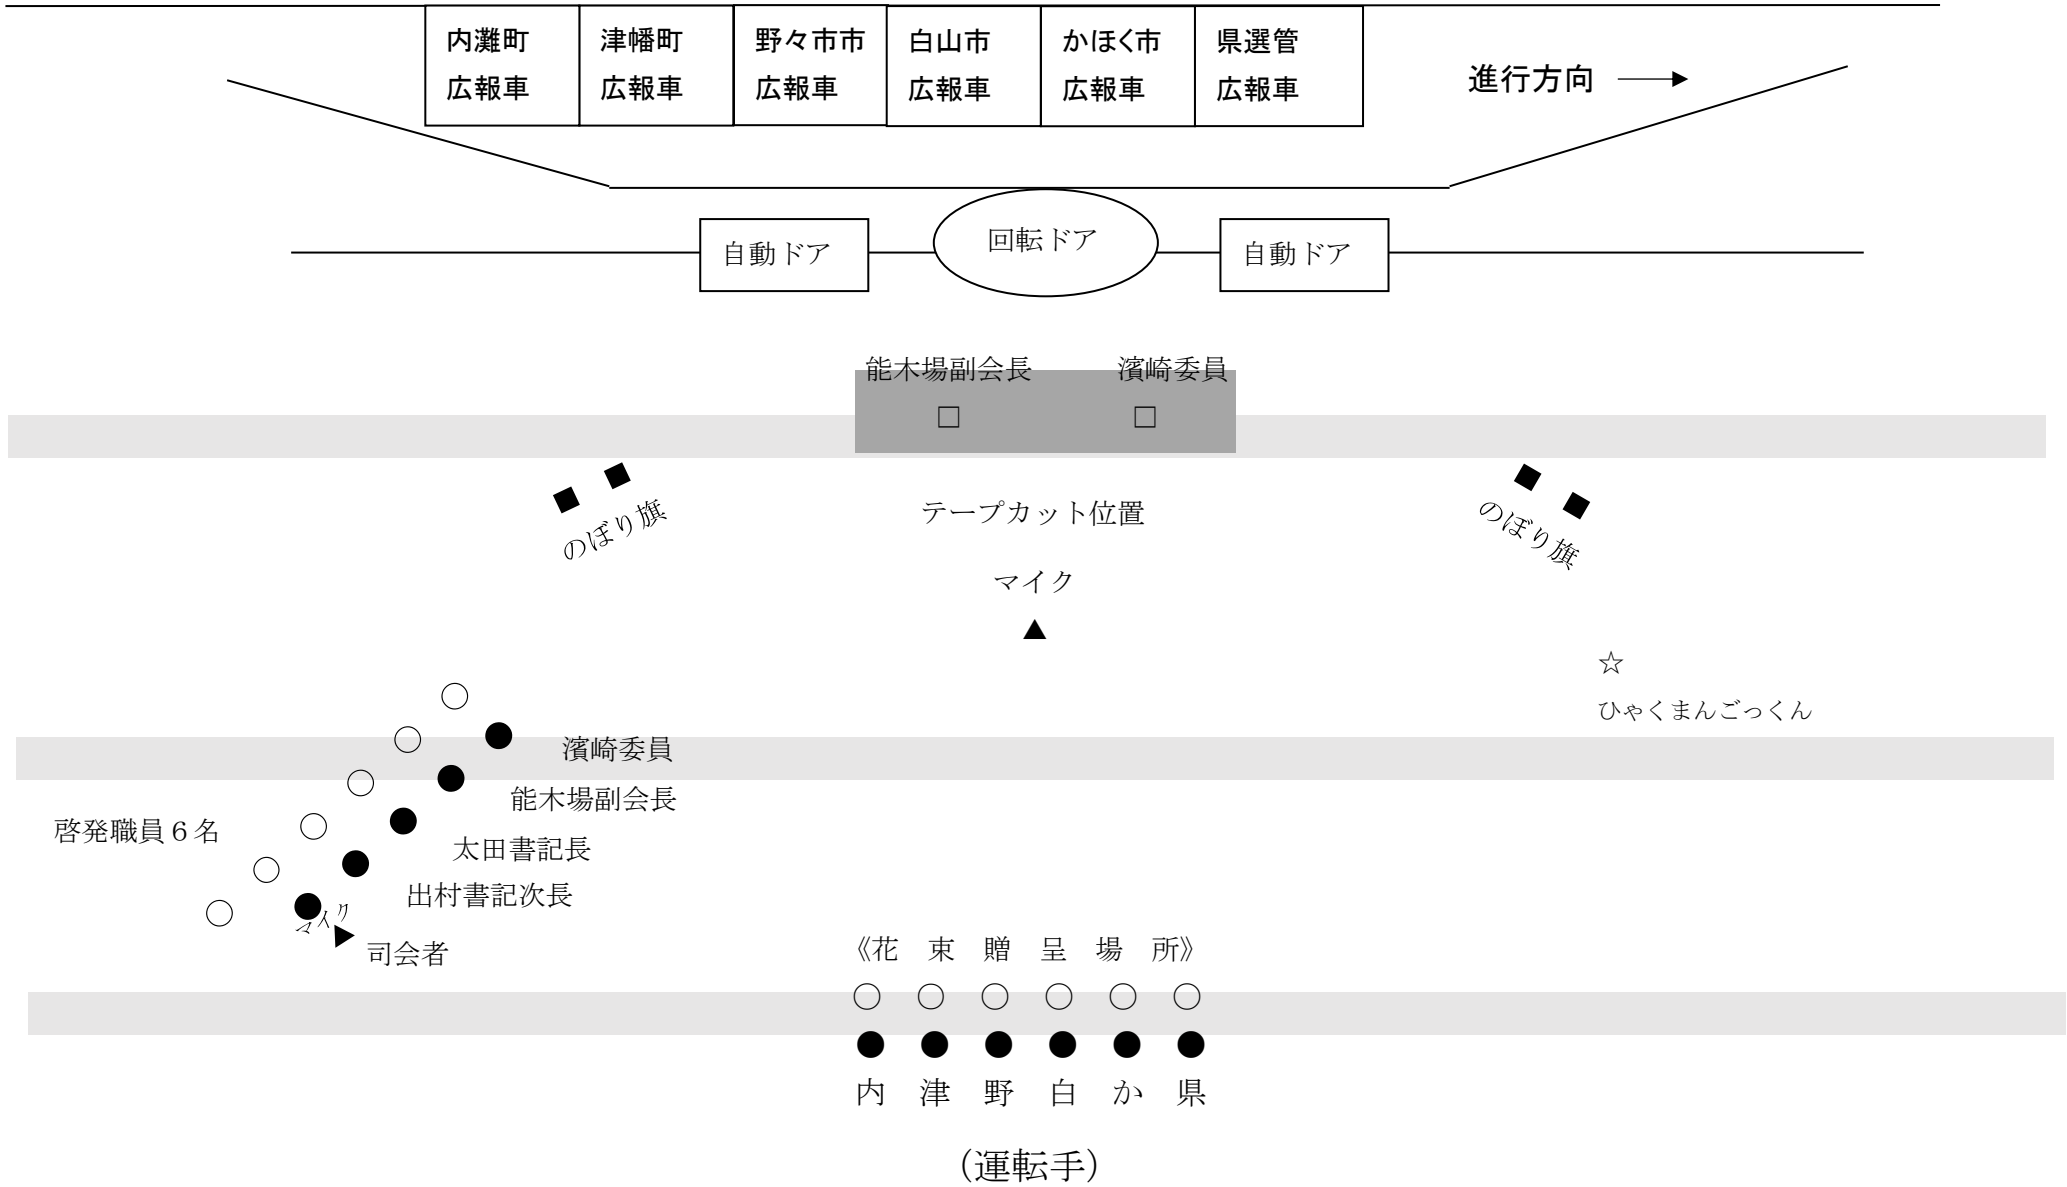 内灘町
広報車
津幡町
広報車
野々市市
広報車
白山市
広報車
かほく市
広報車
県選管
広報車
進行方向
自動ドア
回転ドア
自動ドア
能木場副会長
濱崎委員
□
□
のぼり旗
テープカット位置
のぼり旗
マイク
▲
☆
ひゃくまんごっくん
濱崎委員
能木場副会長
太田書記長
出村書記次長
啓発職員６名
マイク
司会者
《花　束　贈　呈　場　所》
○　○　○　○　○　○
●　●　●　●　●　●
内　津　野　白　か　県
（運転手）